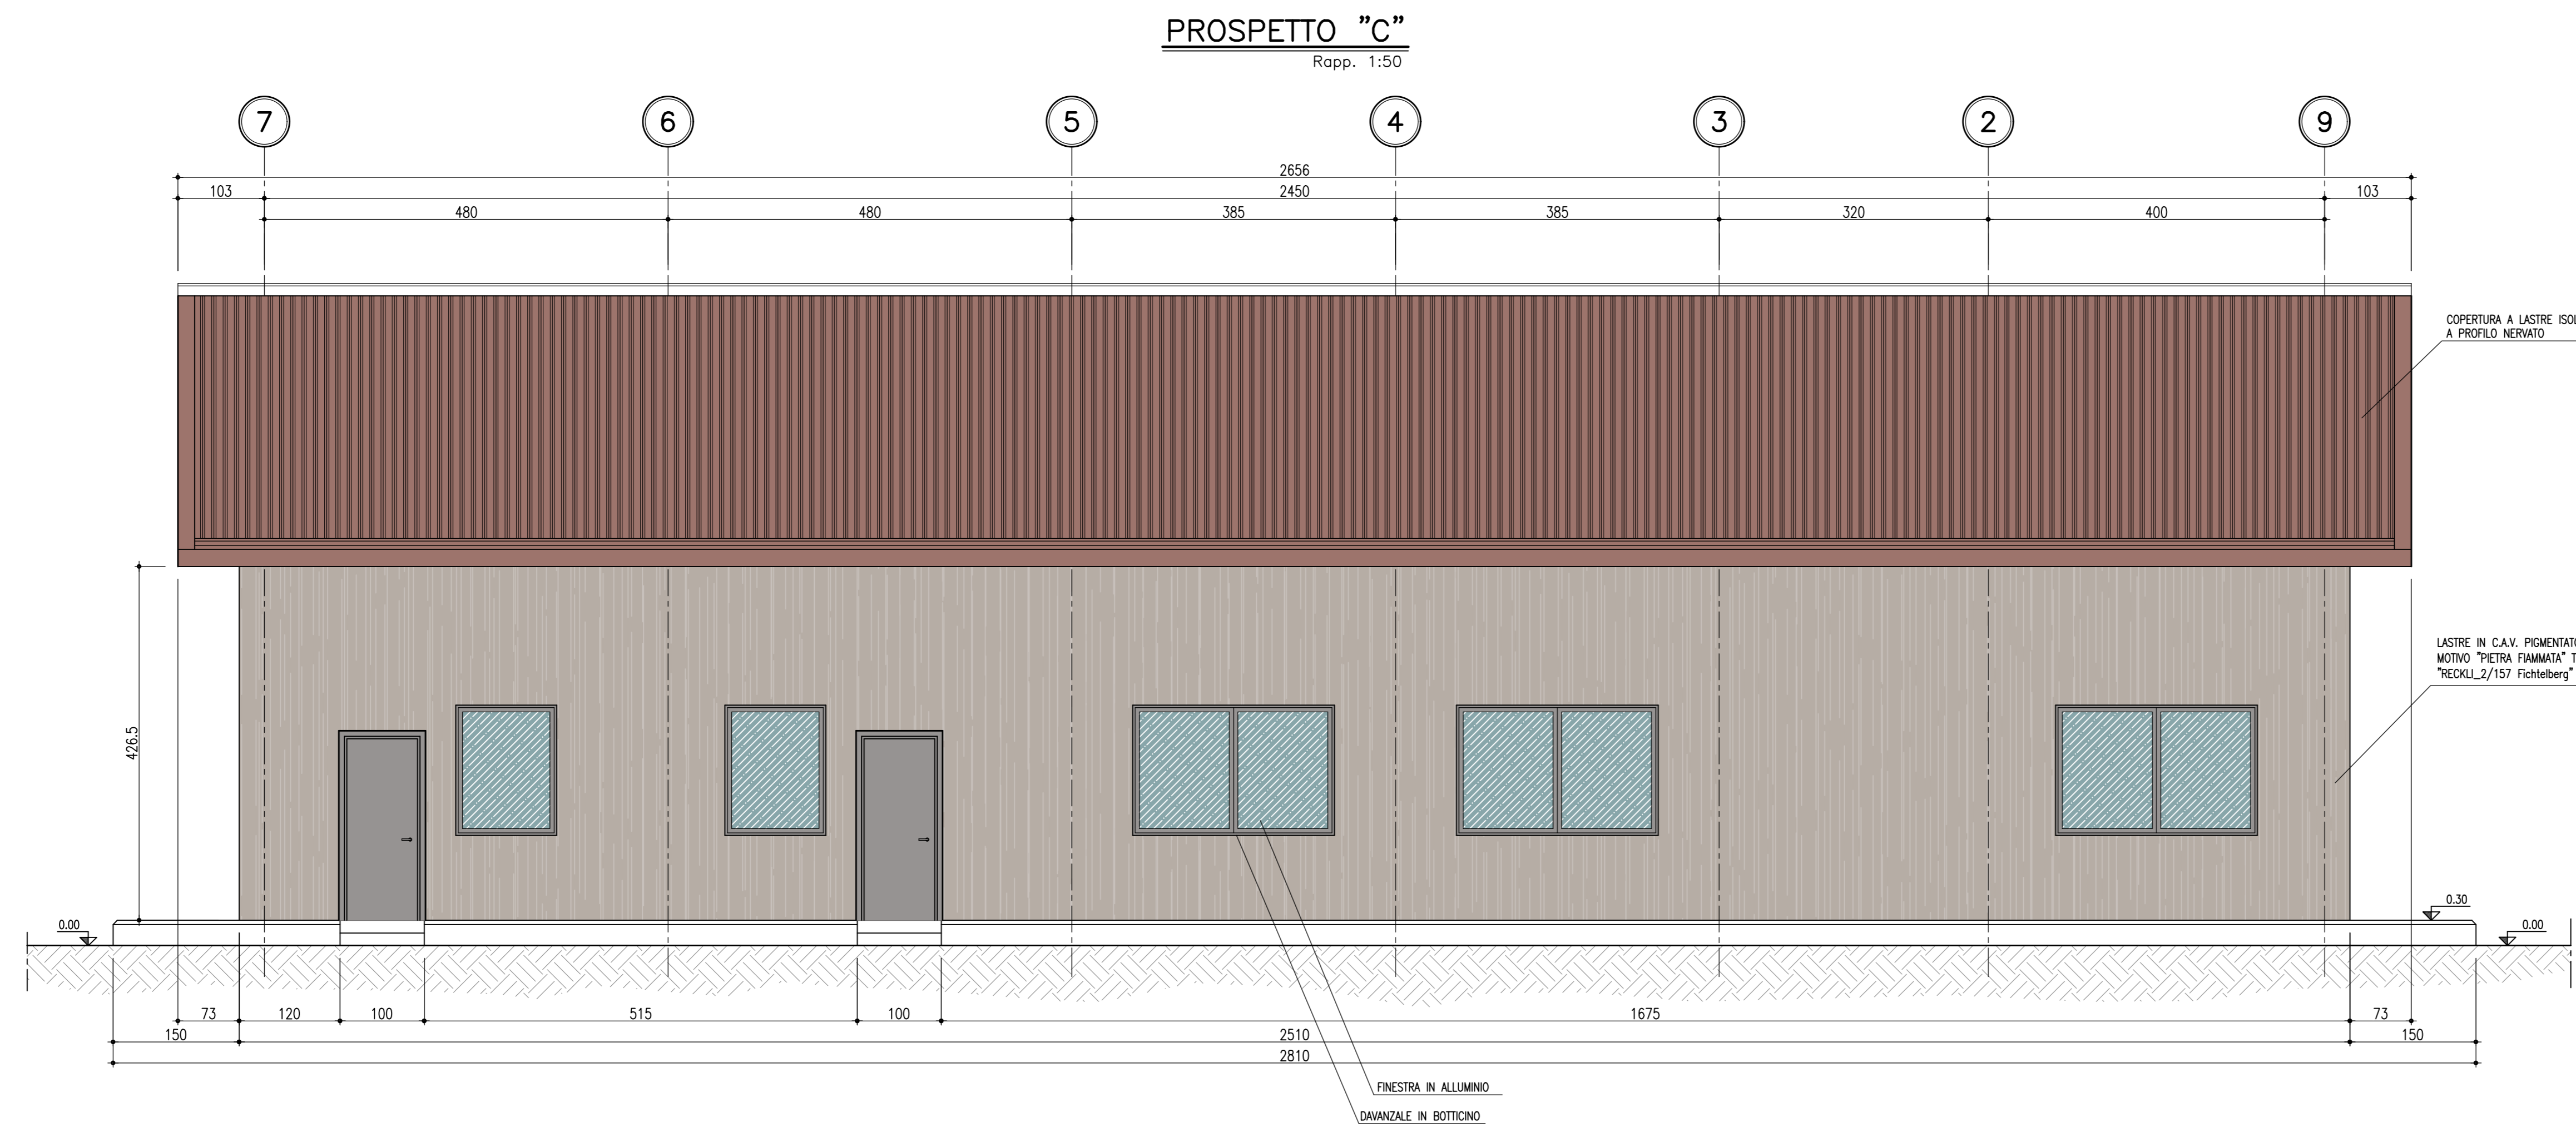 PROSPETTO "C"
Rapp. 1:50
7 6 5 4 3 2 9
2656
103 2450 103
480 480 385 385 320 400
COPERTURA A LASTRE
A PROFILO NERVATO
LASTRE IN C.A.V.
MOTIVO "PIETRA FIAMMATA"
"RECKLI_2/157 Fichtelberg"
426.5
0.30
0.00 0.00
73 120 100 515 100 1675 73
150 2510 150
2810
FINESTRA IN ALLUMINIO
DAVANZALE IN BOTTICINO